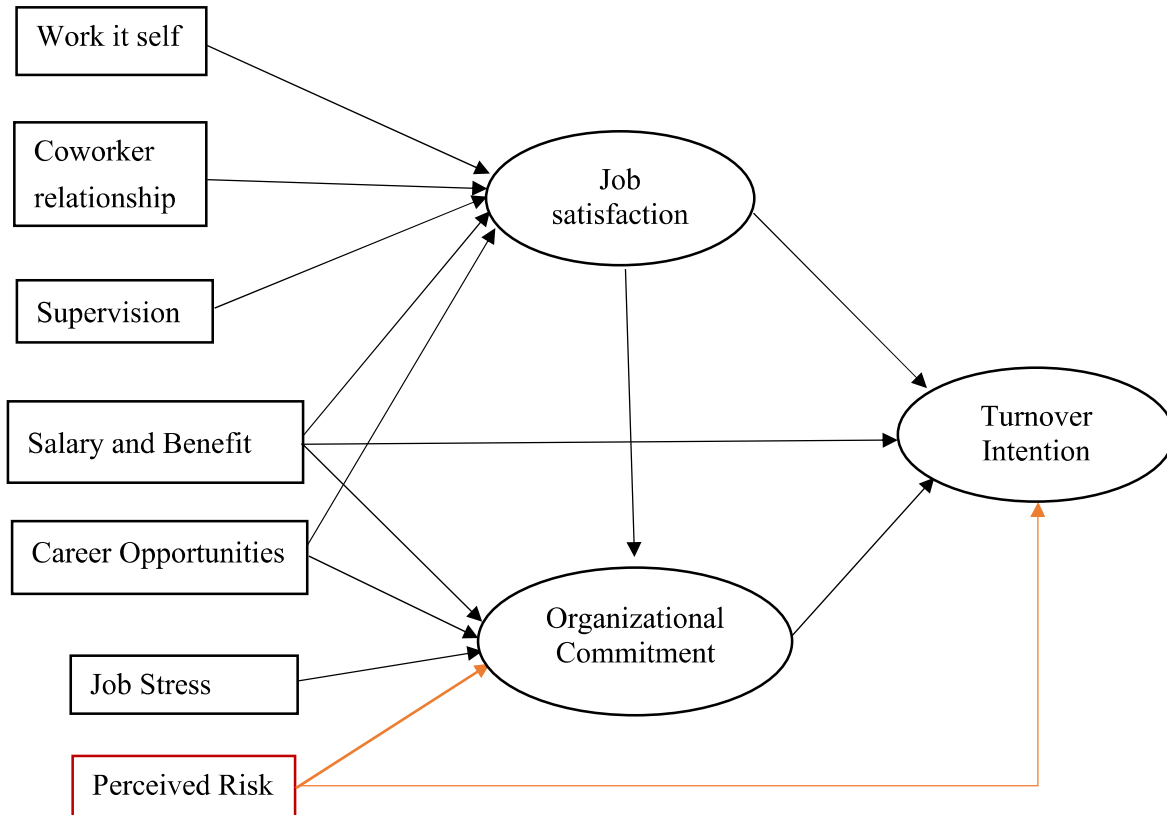 Work it self
Coworker
relationship
Supervision
Salary and Benefit
Career Opportunities
Job Stress
Perceived Risk
Job
satisfaction
Organizational
Commitment
Turnover
Intention